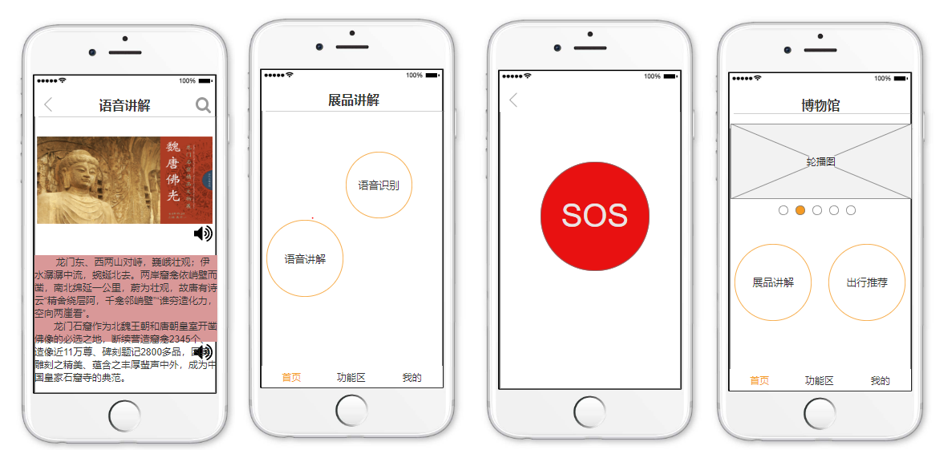 100%
语音讲解
魏唐佛光
龙门东、西两山对峙,巍峨壮观;伊
水潺潺中流,蜿蜒北去。两岸窟龛依峭壁而
凿,南北绵延一公里,蔚为壮观,故唐有诗
云“精舍绕层阿,千龛邻峭壁”“谁穷造化力,
空向两崖看”。
龙门石窟作为北魏王朝和唐朝皇室开凿
佛像的必选之地,断续营造窟龛2345个,
造像近11万尊、碑刻题记2800多品,
雕刻之精美、蕴含之丰厚蜚声中外,成为中
国皇家石窟寺的典范。
100%
展品讲解
语音识别
语音讲解
首页
功能区
我的
100%
SOS
100%
博物馆
轮播图
展品讲解
出行推荐
首页
功能区
我的